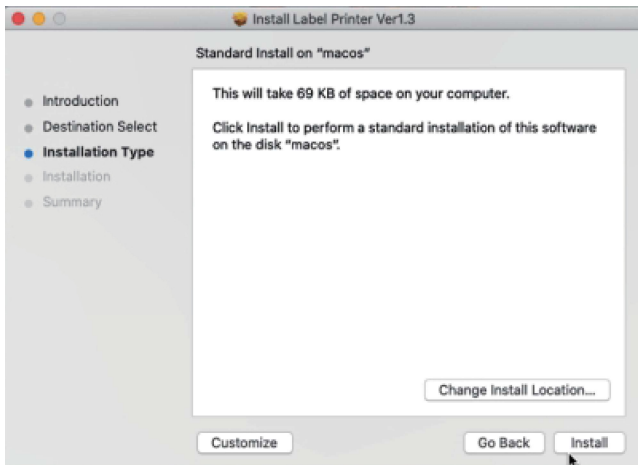 Install Label Printer Ver1.3
Standard Install on “macos”
Introduction
Destination Select
Installation Type
Installation
Summary
This will take 69 KB of space on your computer.
Click Install to perform a standard installation of this software
on the disk “macos”.
Change Install Location...
Customize
Go Back
Install